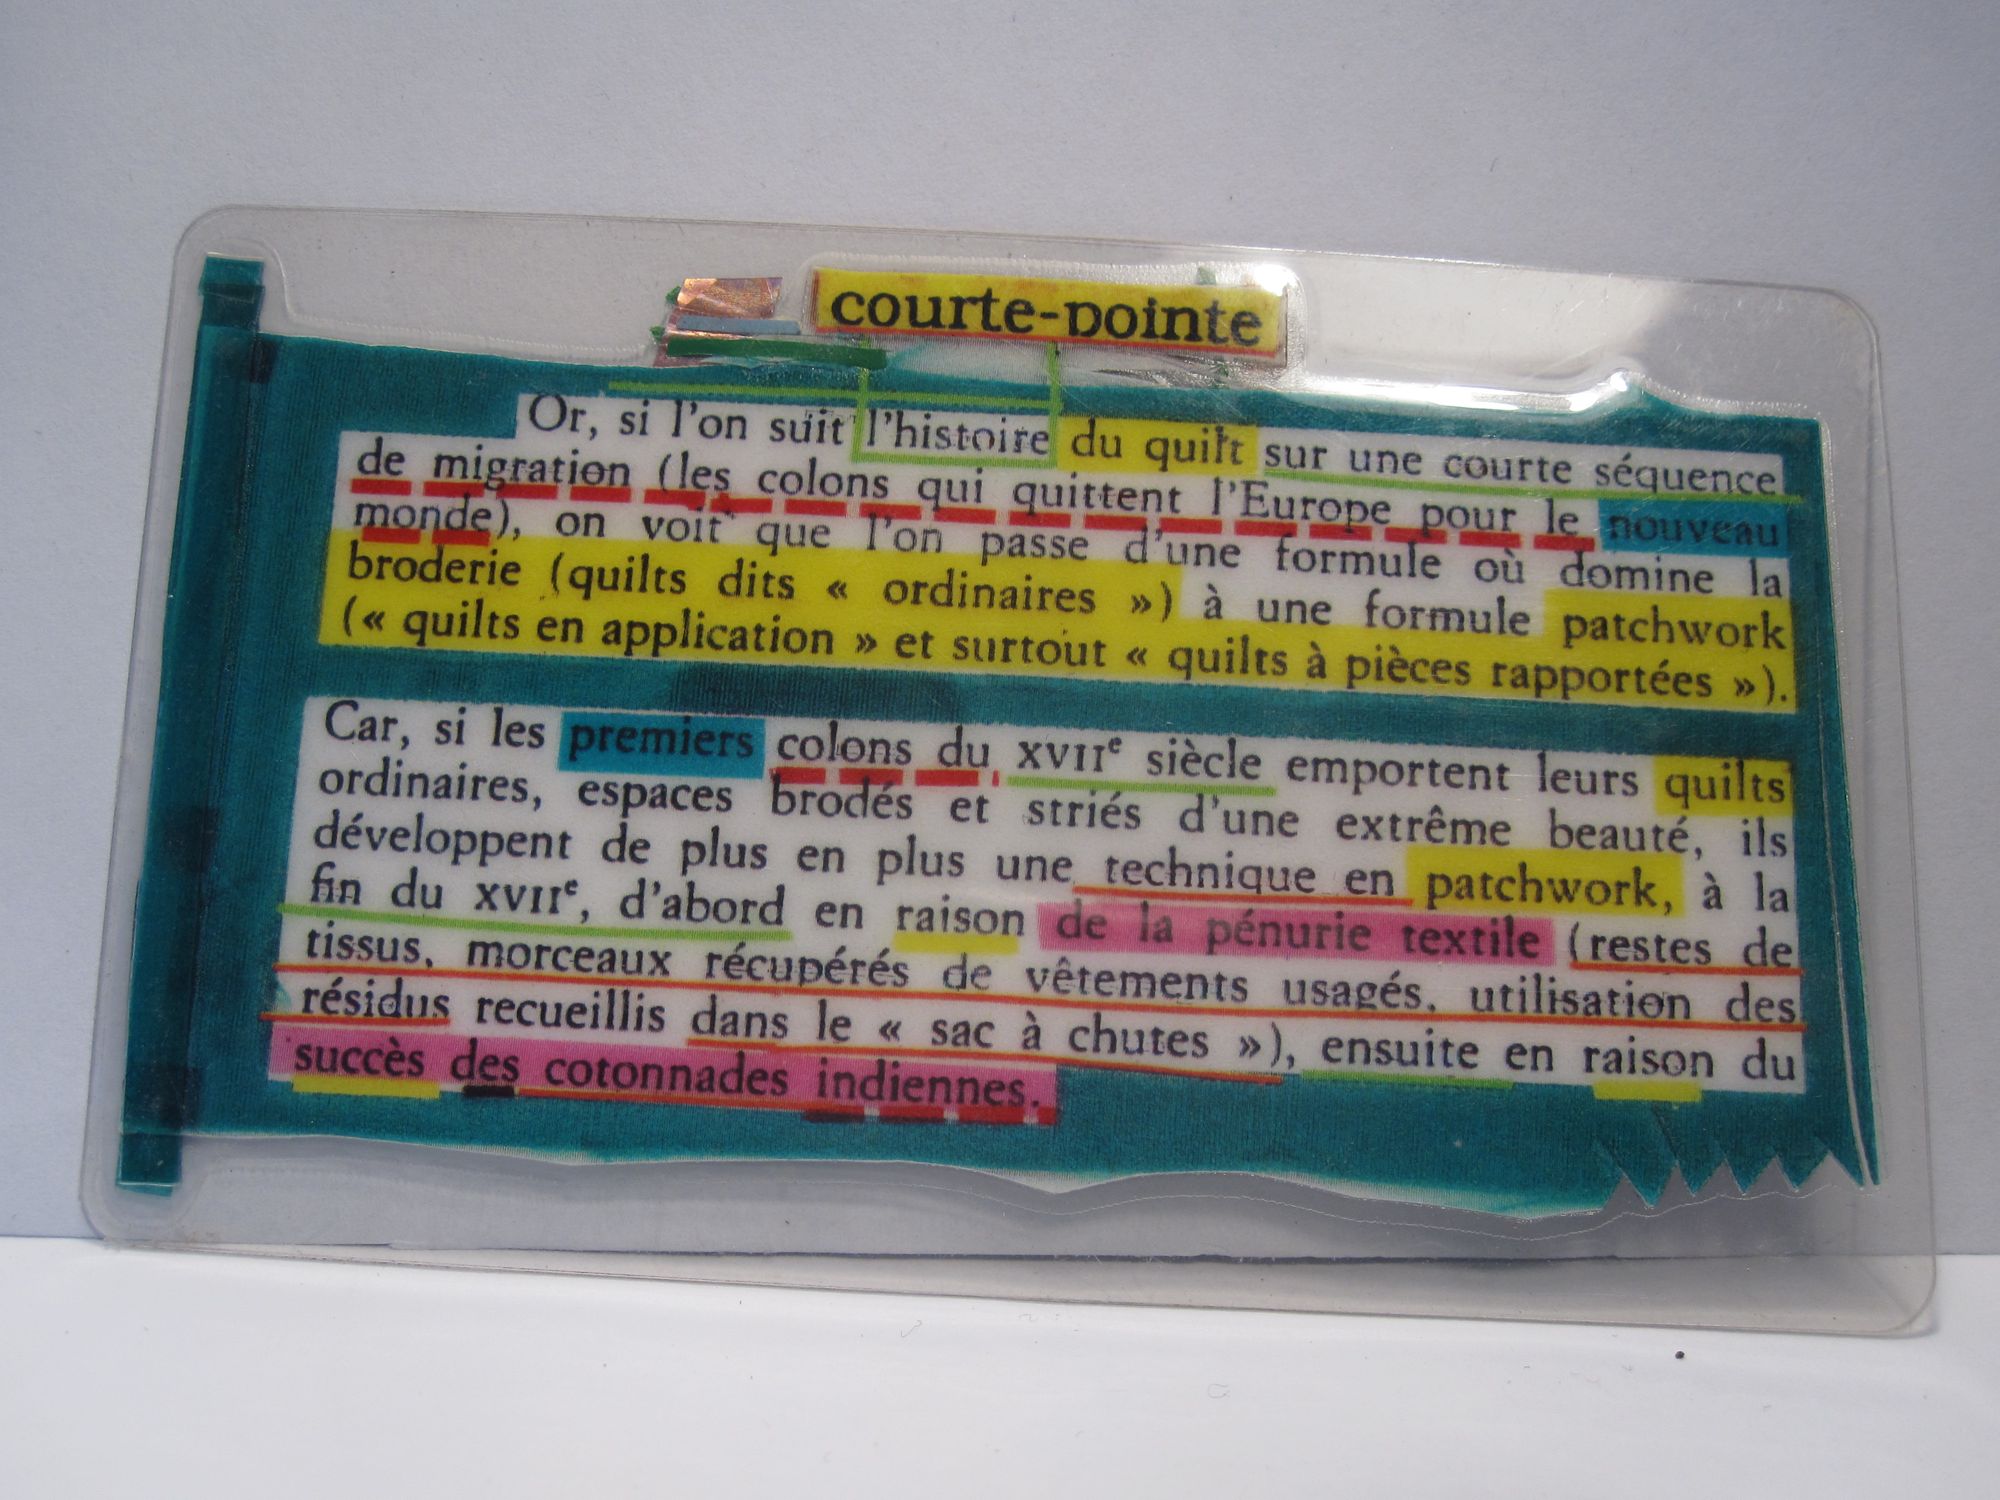 courte-pointe
Or, si l'on suit l'histoire du quilt sur une courte séquence
de migration (les colons qui quittent l'Europe pour le nouveau
monde), on voit que l'on passe d'une formule où domine la
broderie (quilts dits « ordinaires ») à une formule patchwork
(« quilts en application » et surtout « quilts à pièces rapportées »).
Car, si les premiers colons du XVIIe siècle emportent leurs quilts
ordinaires, espaces brodés et striés d'une extrême beauté, ils
développent de plus en plus une technique en patchwork, à la
fin du XVIIe, d'abord en raison de la pénurie textile (restes de
tissus, morceaux récupérés de vêtements usagés, utilisation des
résidus recueillis dans le « sac à chutes »), ensuite en raison du
succès des cotonnades indiennes.